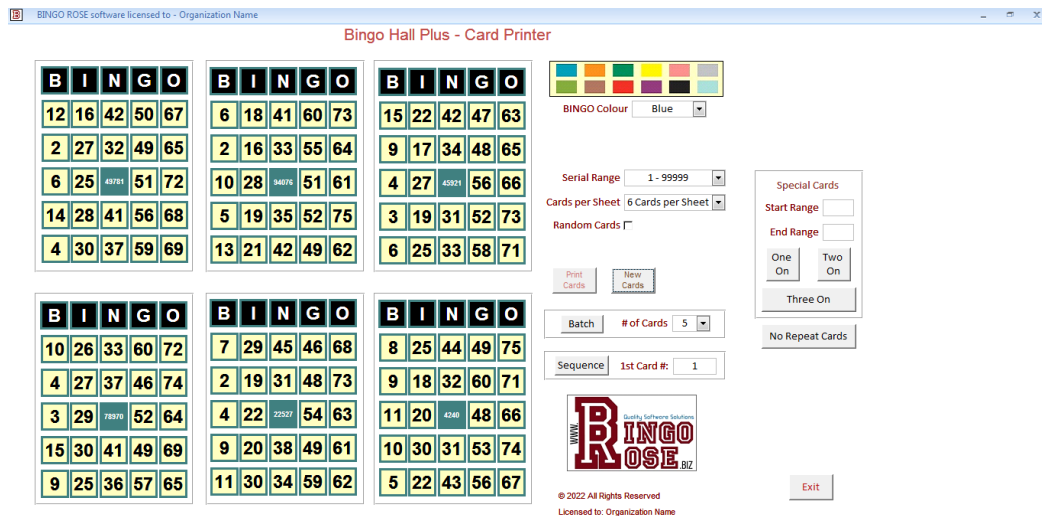 BINGO ROSE software licensed to - Organization Name
Bingo Hall Plus - Card Printer
B I N G O
12 16 42 50 67
2 27 32 49 65
6 25 49781 51 72
14 28 41 56 68
4 30 37 59 69
B I N G O
6 18 41 60 73
2 16 33 55 64
10 28 94076 51 61
5 19 35 52 75
13 21 42 49 62
B I N G O
15 22 42 47 63
9 17 34 48 65
4 27 45921 56 66
3 19 31 52 73
6 25 33 58 71
B I N G O
10 26 33 60 72
4 27 37 46 74
3 29 78970 52 64
15 30 41 49 69
9 25 36 57 65
B I N G O
7 29 45 46 68
2 19 31 48 73
4 22 22527 54 63
9 20 38 49 61
11 30 34 59 62
B I N G O
8 25 44 49 75
9 18 32 60 71
11 20 4240 48 66
10 30 31 53 74
5 22 43 56 67
BINGO Colour Blue
Serial Range 1 - 99999
Cards per Sheet 6 Cards per Sheet
Random Cards
Print
Cards
New
Cards
Batch # of Cards 5
Sequence 1st Card #: 1
WWW.
Quality Software Solutions
BINGO
ROSE.BIZ
© 2022 All Rights Reserved
Licensed to: Organization Name
Special Cards
Start Range
End Range
One
On
Two
On
Three On
No Repeat Cards
Exit